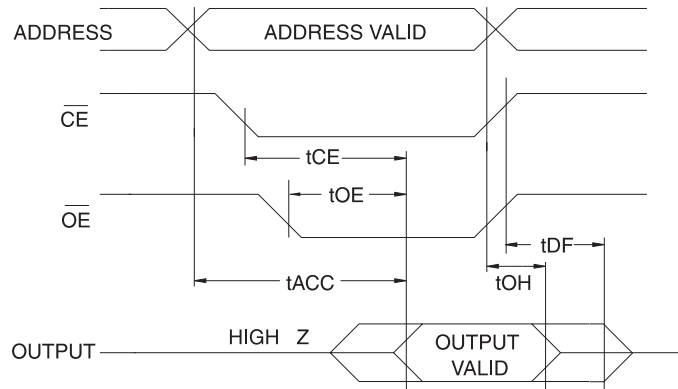 ADDRESS
ADDRESS VALID
CE
tCE
OE
tOE
tDF
tACC
tOH
HIGH Z
OUTPUT
OUTPUT
VALID